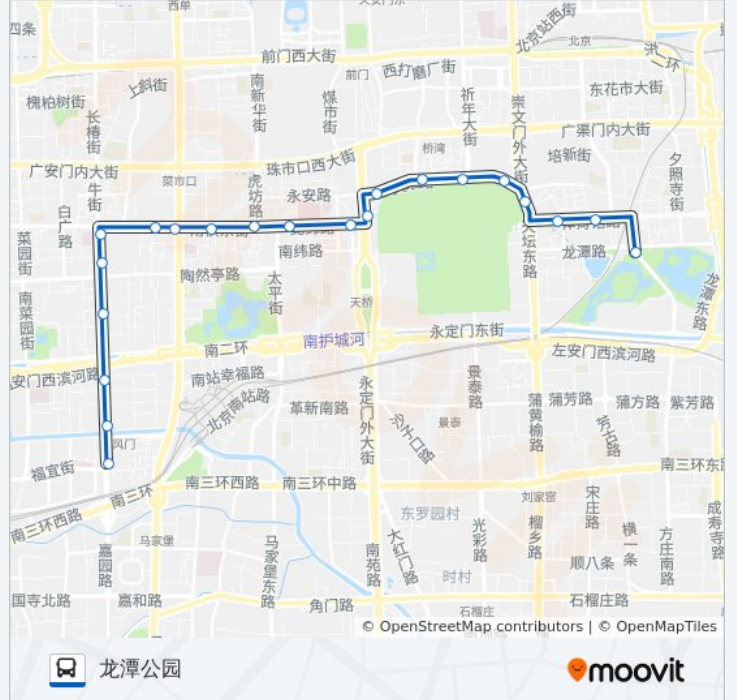 四条
西单
北京站西街
北京
前门西大街
前门
西打磨厂街
东花市大街
上斜街
槐柏树街
长椿街
南新华街
煤市街
祈年大街
崇文门外大街
广渠门内大街
桥湾
培新街
夕照寺街
广安门内大街
珠市口西大街
菜市口
虎坊路
永安路
牛街
白广路
菜园街
南纬路
天坛东路
龙潭路
陶然亭路
太平街
天桥
龙潭东路
南菜园街
南护城河
永定门东街
南二环
左安门西滨河路
安门西滨河路
南站幸福路
北京南站路
革新南路
永定门外大街
景泰路
景泰
沙子口路
蒲黄榆路
蒲芳路
蒲方路
紫芳路
风门
福宜街
南三环
南三环西路
南三环中路
南三环东
刘家窑
宋庄路
东罗园村
马家堡
嘉园路
马家堡东路
南苑路
大红门路
光彩路
榴乡路
横一条
方庄南路
成寿寺路
顺八条
时村
国寺北路
嘉和路
角门路
石榴庄
石榴庄路
© OpenStreetMap contributors | © OpenMapTiles
龙潭公园
moovit